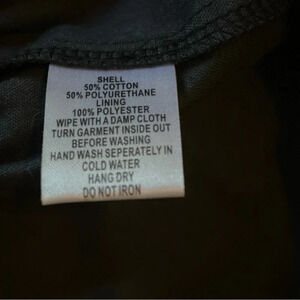 SHELL
50% COTTON
50% POLYURETHANE
LINING
100% POLYESTER
WIPE WITH A DAMP CLOTH
TURN GARMENT INSIDE OUT
BEFORE WASHING
HAND WASH SEPERATELY IN
COLD WATER
HANG DRY
DO NOT IRON